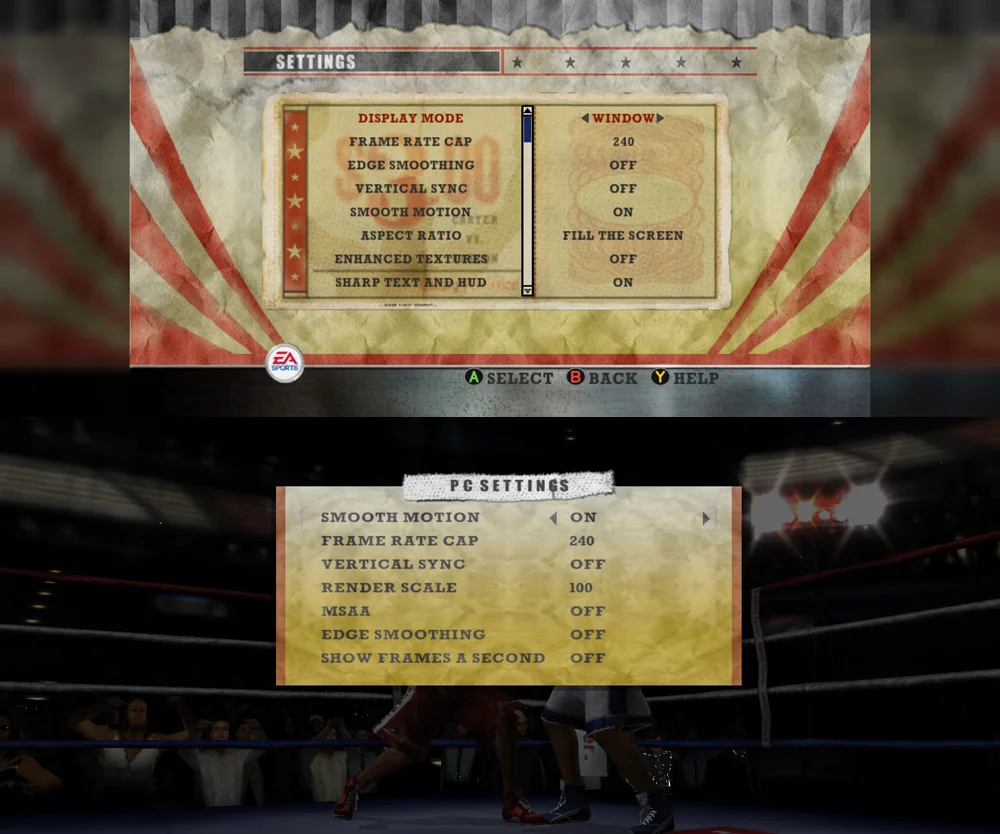 SETTINGS
DISPLAY MODE WINDOW
FRAME RATE CAP 240
EDGE SMOOTHING OFF
VERTICAL SYNC OFF
SMOOTH MOTION ON
ASPECT RATIO FILL THE SCREEN
ENHANCED TEXTURES OFF
SHARP TEXT AND HUD ON
EA
SPORTS
A SELECT B BACK Y HELP
PC SETTINGS
SMOOTH MOTION ON
FRAME RATE CAP 240
VERTICAL SYNC OFF
RENDER SCALE 100
MSAA OFF
EDGE SMOOTHING OFF
SHOW FRAMES A SECOND OFF